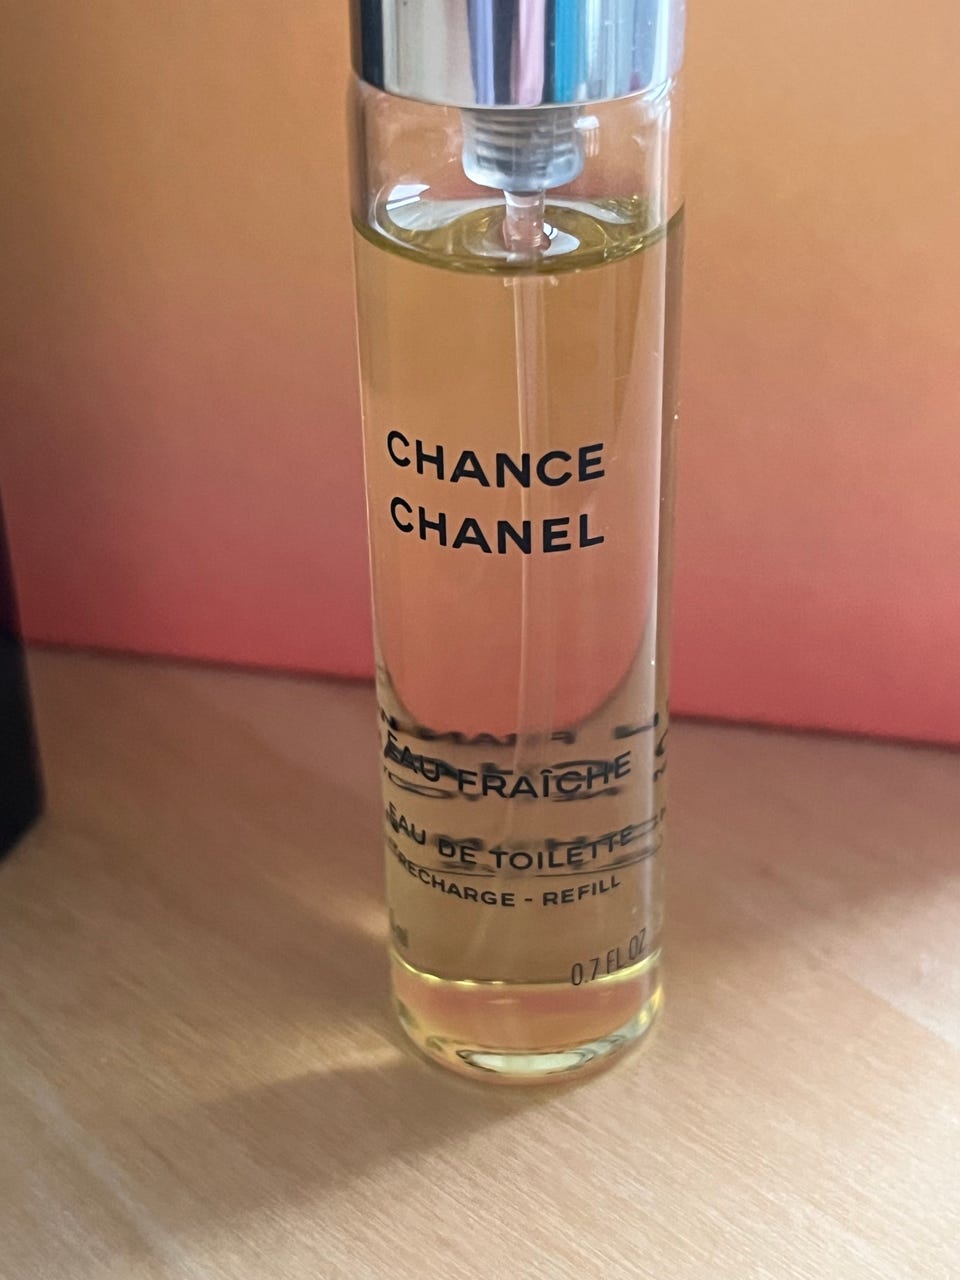 CHANCE
CHANEL
EAU FRAÎCHE
EAU DE TOILETTE
RECHARGE - REFILL
0.7 FL OZ